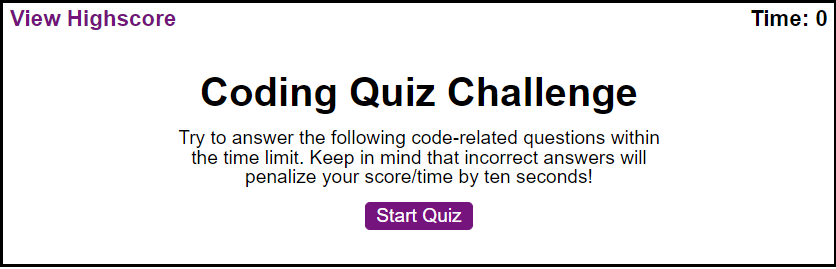 View Highscore Time: 0
Coding Quiz Challenge
Try to answer the following code-related questions within
the time limit. Keep in mind that incorrect answers will
penalize your score/time by ten seconds!
Start Quiz